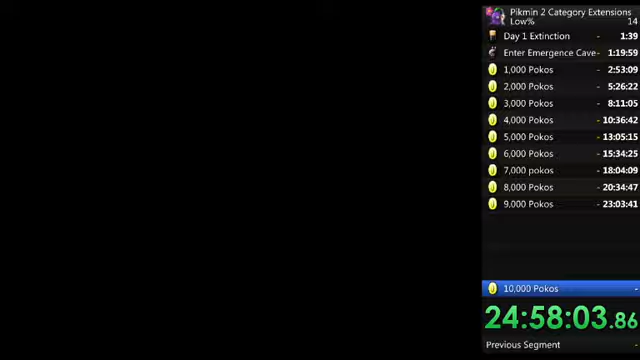 Pikmin 2 Category Extensions
Low% 14
Day 1 Extinction - 1:39
Enter Emergence Cave - 1:19:59
1,000 Pokos - 2:53:09
2,000 Pokos - 5:26:22
3,000 Pokos - 8:11:05
4,000 Pokos - 10:36:42
5,000 Pokos - 13:05:15
6,000 Pokos - 15:34:25
7,000 pokos - 18:04:09
8,000 Pokos - 20:34:47
9,000 Pokos - 23:03:41
10,000 Pokos -
24:58:03.86
Previous Segment -